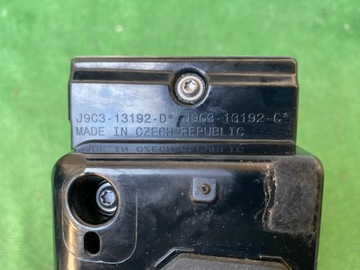 J9C3-13192-D* J9C3-13192-C*
MADE IN CZECH REPUBLIC